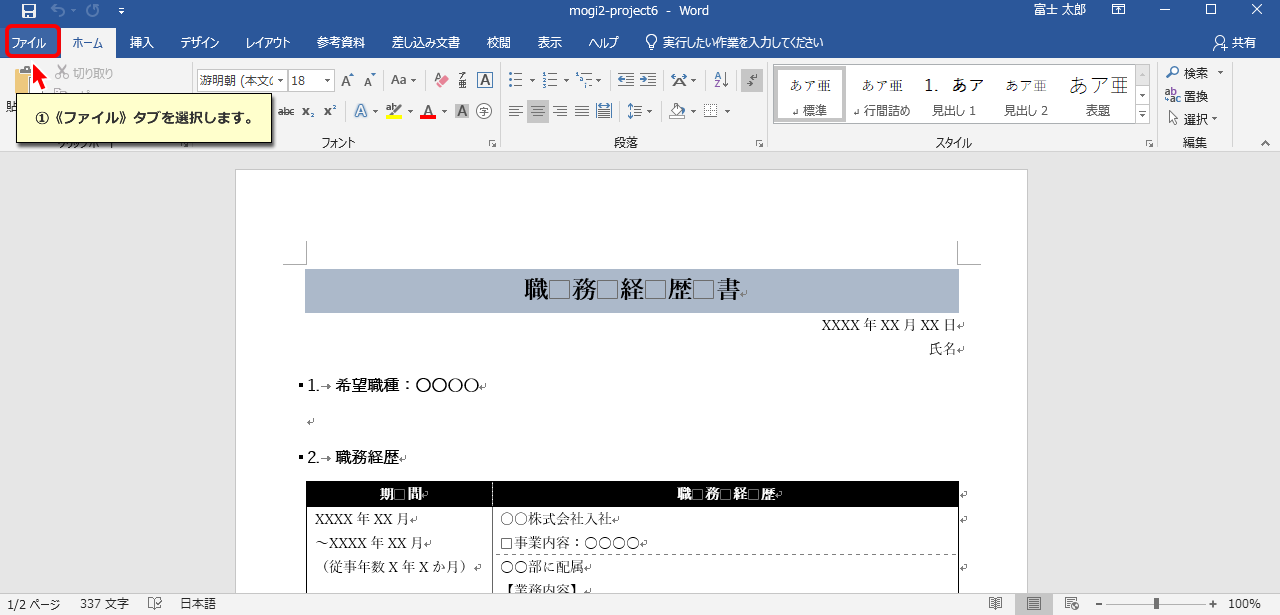 mogi2-project6 - Word
富士 太郎
ファイル ホーム 挿入 デザイン レイアウト 参考資料 差し込み文書 校閲 表示 ヘルプ 実行したい作業を入力してください 共有
切り取り
游明朝 (本文の 18
Aa
あア亜 あア亜 1. あア あア亜 あア亜
↲ 標準 ↲ 行間詰め 見出し 1 見出し 2 表題
検索
置換
選択
①《ファイル》タブを選択します。
フォント 段落 スタイル 編集
職□務□経□歴□書
XXXX 年 XX 月 XX 日
氏名
1. 希望職種：〇〇〇〇
2. 職務経歴
期□間 職□務□経□歴
XXXX 年 XX 月 〇〇株式会社入社
～XXXX 年 XX 月 □事業内容：〇〇〇〇
（従事年数 X 年 X か月） 〇〇部に配属
【業務内容】
1/2 ページ 337 文字 日本語 100%